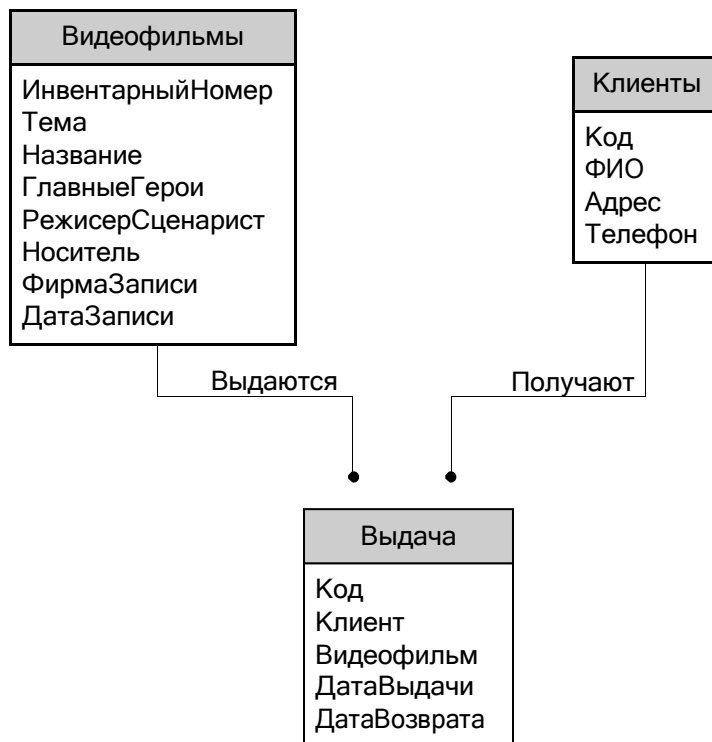 Видеофильмы
ИнвентарныйНомер
Тема
Название
ГлавныеГерои
РежисерСценарист
Носитель
ФирмаЗаписи
ДатаЗаписи
Клиенты
Код
ФИО
Адрес
Телефон
Выдаются
Получают
Выдача
Код
Клиент
Видеофильм
ДатаВыдачи
ДатаВозврата